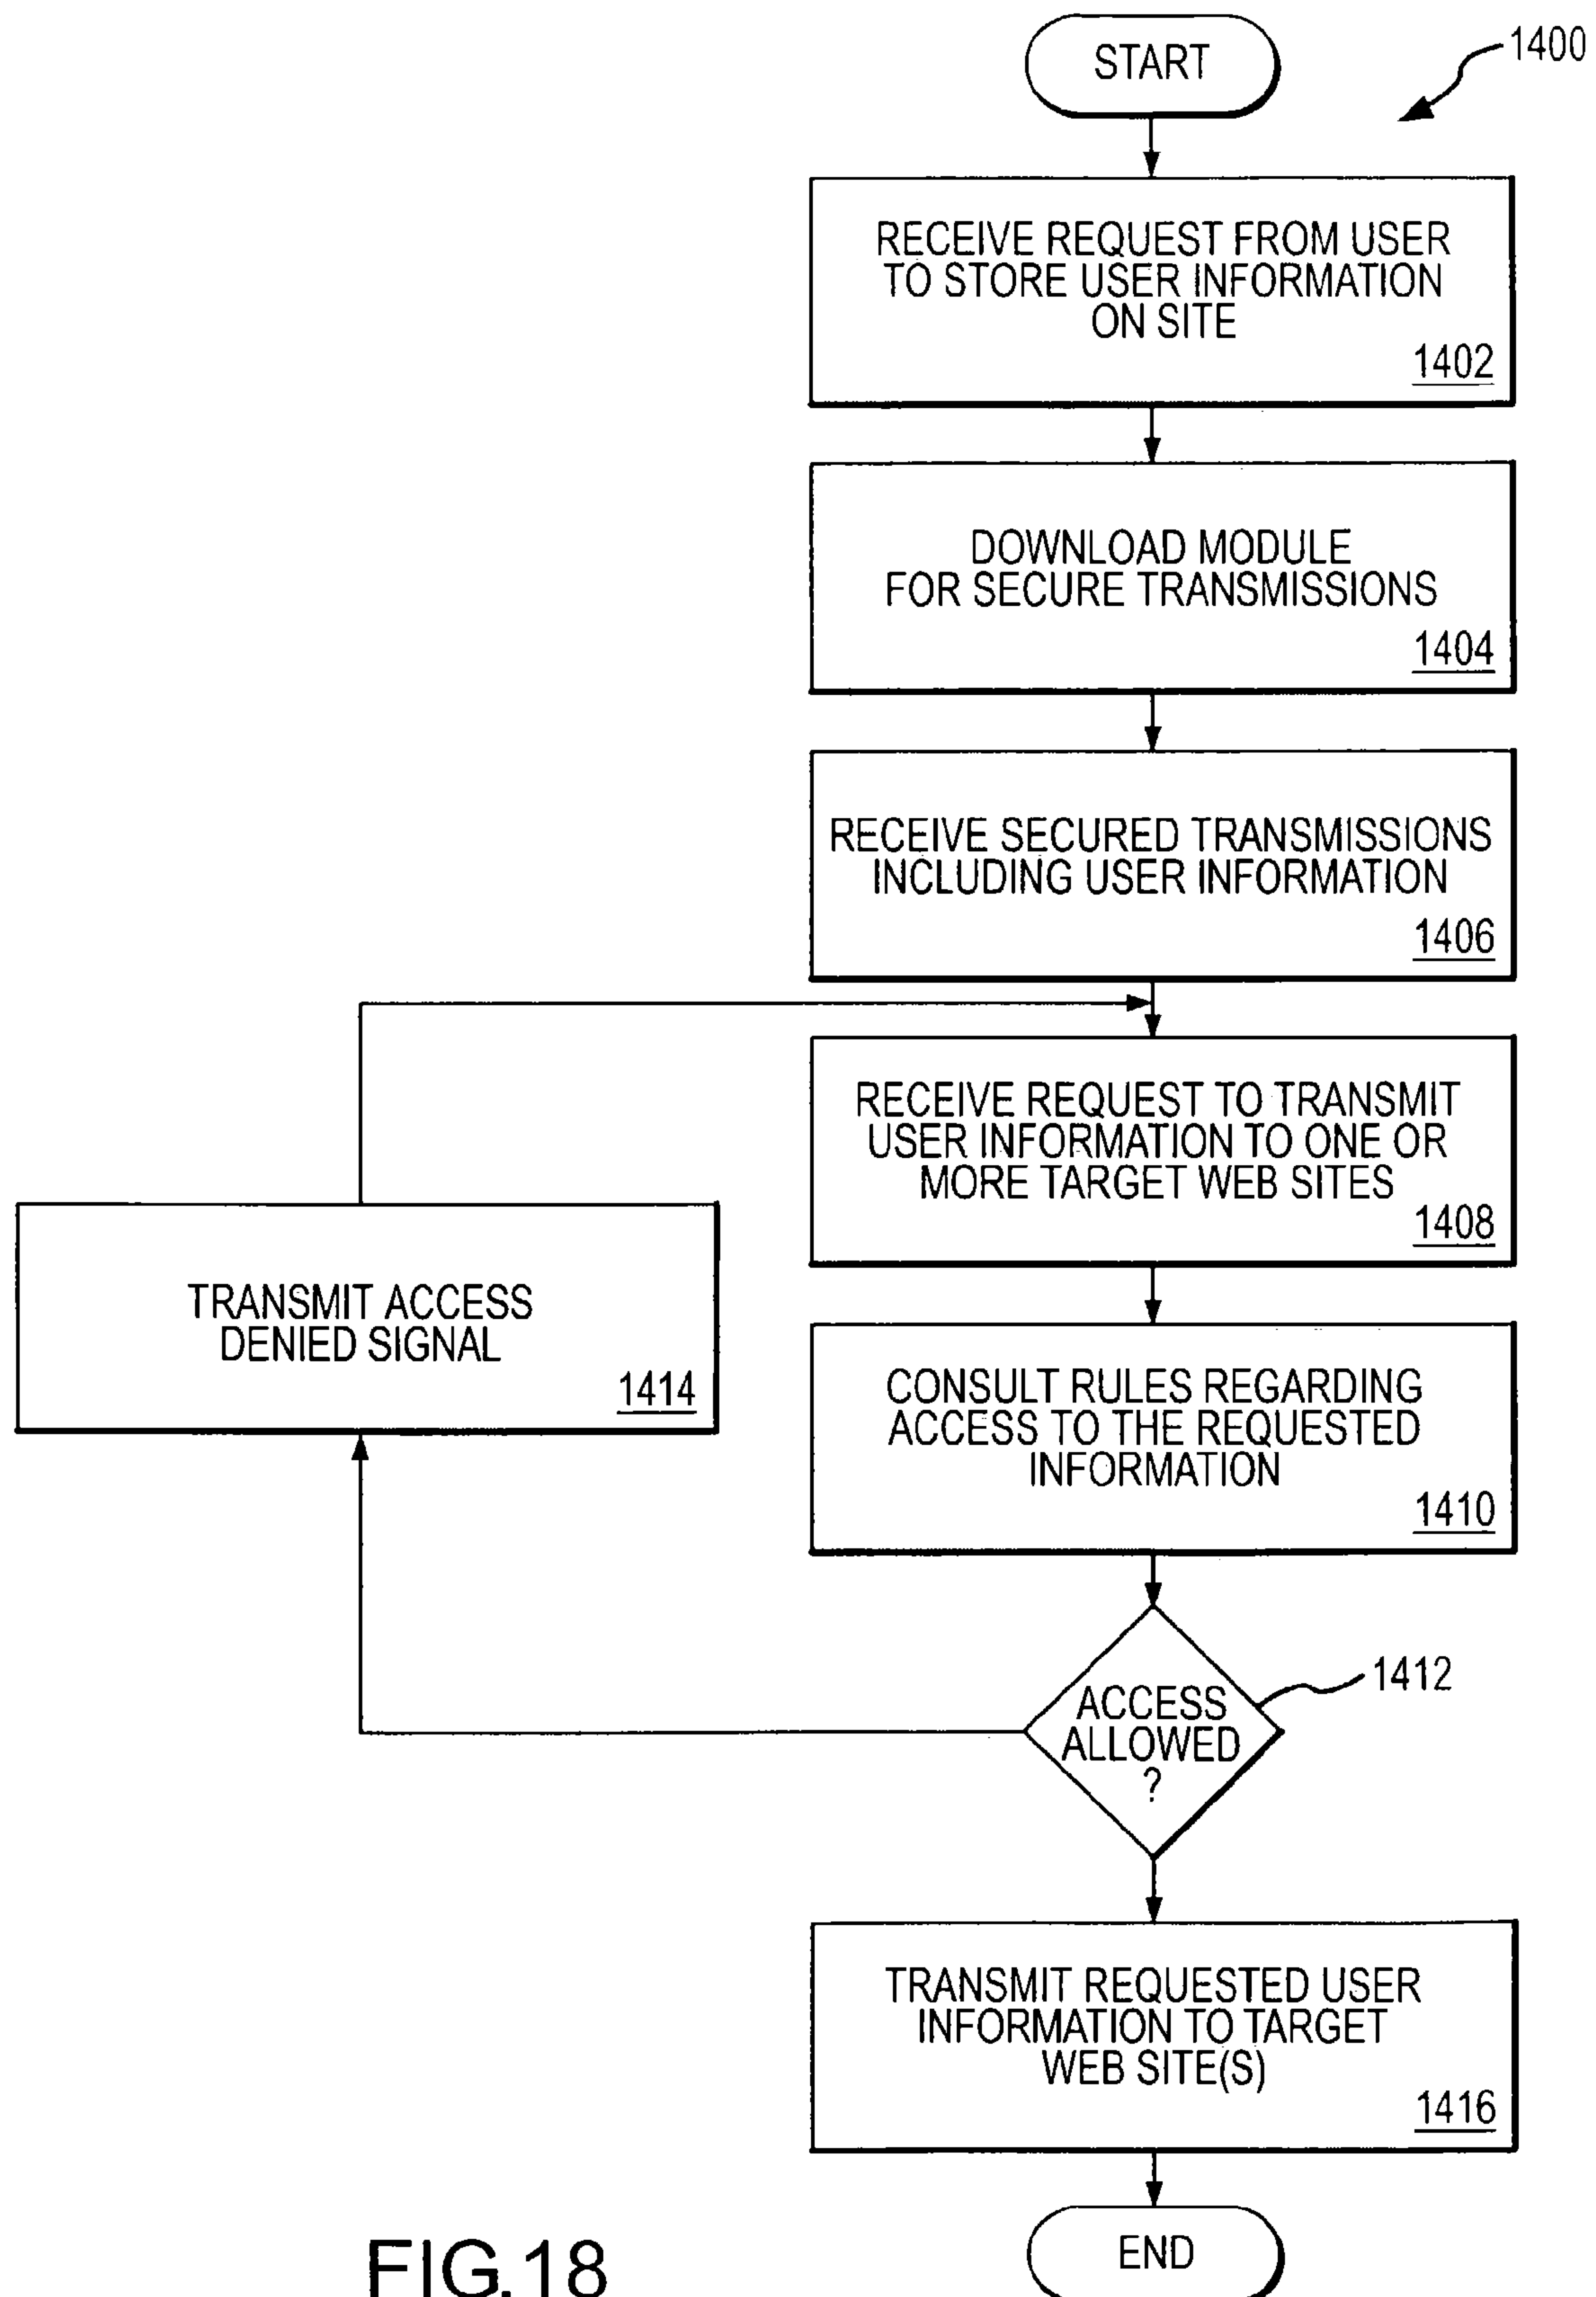 START
1400
RECEIVE REQUEST FROM USER
TO STORE USER INFORMATION
ON SITE
1402
DOWNLOAD MODULE
FOR SECURE TRANSMISSIONS
1404
RECEIVE SECURED TRANSMISSIONS
INCLUDING USER INFORMATION
1406
RECEIVE REQUEST TO TRANSMIT
USER INFORMATION TO ONE OR
MORE TARGET WEB SITES
1408
TRANSMIT ACCESS
DENIED SIGNAL
1414
CONSULT RULES REGARDING
ACCESS TO THE REQUESTED
INFORMATION
1410
ACCESS
ALLOWED
?
1412
TRANSMIT REQUESTED USER
INFORMATION TO TARGET
WEB SITE(S)
1416
END
FIG.18